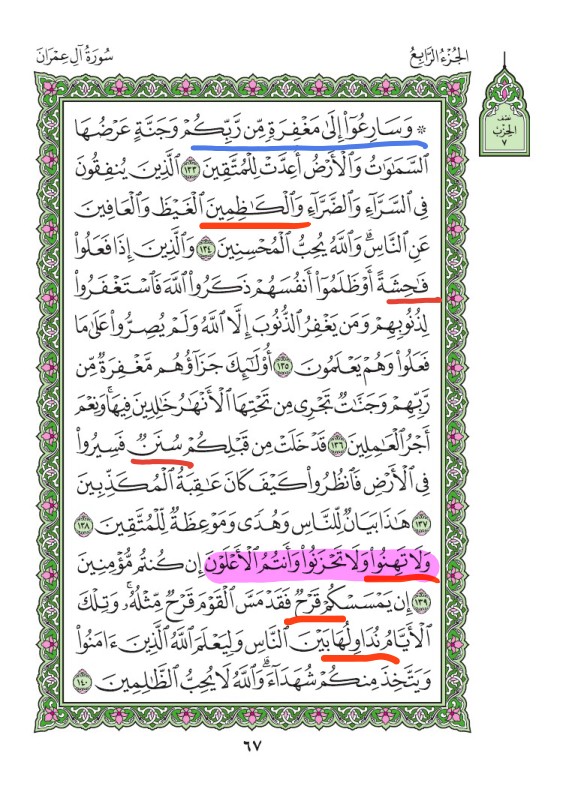 سُورَةُ آلِ عِمْرَانَ
الجُزْءُ الرَّابِعُ
نصف
الحِزْب
٧
۞ وَسَارِعُوٓاْ إِلَىٰ مَغْفِرَةٖ مِّن رَّبِّكُمْ وَجَنَّةٍ عَرْضُهَا
ٱلسَّمَٰوَٰتُ وَٱلْأَرْضُ أُعِدَّتْ لِلْمُتَّقِينَ ١٣٣ ٱلَّذِينَ يُنفِقُونَ
فِي ٱلسَّرَّآءِ وَٱلضَّرَّآءِ وَٱلْكَٰظِمِينَ ٱلْغَيْظَ وَٱلْعَافِينَ
عَنِ ٱلنَّاسِۗ وَٱللَّهُ يُحِبُّ ٱلْمُحْسِنِينَ ١٣٤ وَٱلَّذِينَ إِذَا فَعَلُواْ
فَٰحِشَةً أَوْ ظَلَمُوٓاْ أَنفُسَهُمْ ذَكَرُواْ ٱللَّهَ فَٱسْتَغْفَرُواْ
لِذُنُوبِهِمْ وَمَن يَغْفِرُ ٱلذُّنُوبَ إِلَّا ٱللَّهُ وَلَمْ يُصِرُّواْ عَلَىٰ مَا
فَعَلُواْ وَهُمْ يَعْلَمُونَ ١٣٥ أُوْلَٰٓئِكَ جَزَآؤُهُم مَّغْفِرَةٞ مِّن
رَّبِّهِمْ وَجَنَّٰتٞ تَجْرِي مِن تَحْتِهَا ٱلْأَنْهَٰرُ خَٰلِدِينَ فِيهَاۚ وَنِعْمَ
أَجْرُ ٱلْعَٰمِلِينَ ١٣٦ قَدْ خَلَتْ مِن قَبْلِكُمْ سُنَنٞ فَسِيرُواْ
فِي ٱلْأَرْضِ فَٱنظُرُواْ كَيْفَ كَانَ عَٰقِبَةُ ٱلْمُكَذِّبِينَ
١٣٧ هَٰذَا بَيَانٞ لِّلنَّاسِ وَهُدٗى وَمَوْعِظَةٞ لِّلْمُتَّقِينَ ١٣٨
وَلَا تَهِنُواْ وَلَا تَحْزَنُواْ وَأَنتُمُ ٱلْأَعْلَوْنَ إِن كُنتُم مُّؤْمِنِينَ
١٣٩ إِن يَمْسَسْكُمْ قَرْحٞ فَقَدْ مَسَّ ٱلْقَوْمَ قَرْحٞ مِّثْلُهُۥۚ وَتِلْكَ
ٱلْأَيَّامُ نُدَاوِلُهَا بَيْنَ ٱلنَّاسِ وَلِيَعْلَمَ ٱللَّهُ ٱلَّذِينَ ءَامَنُواْ
وَيَتَّخِذَ مِنكُمْ شُهَدَآءَۗ وَٱللَّهُ لَا يُحِبُّ ٱلظَّٰلِمِينَ ١٤٠
٦٧